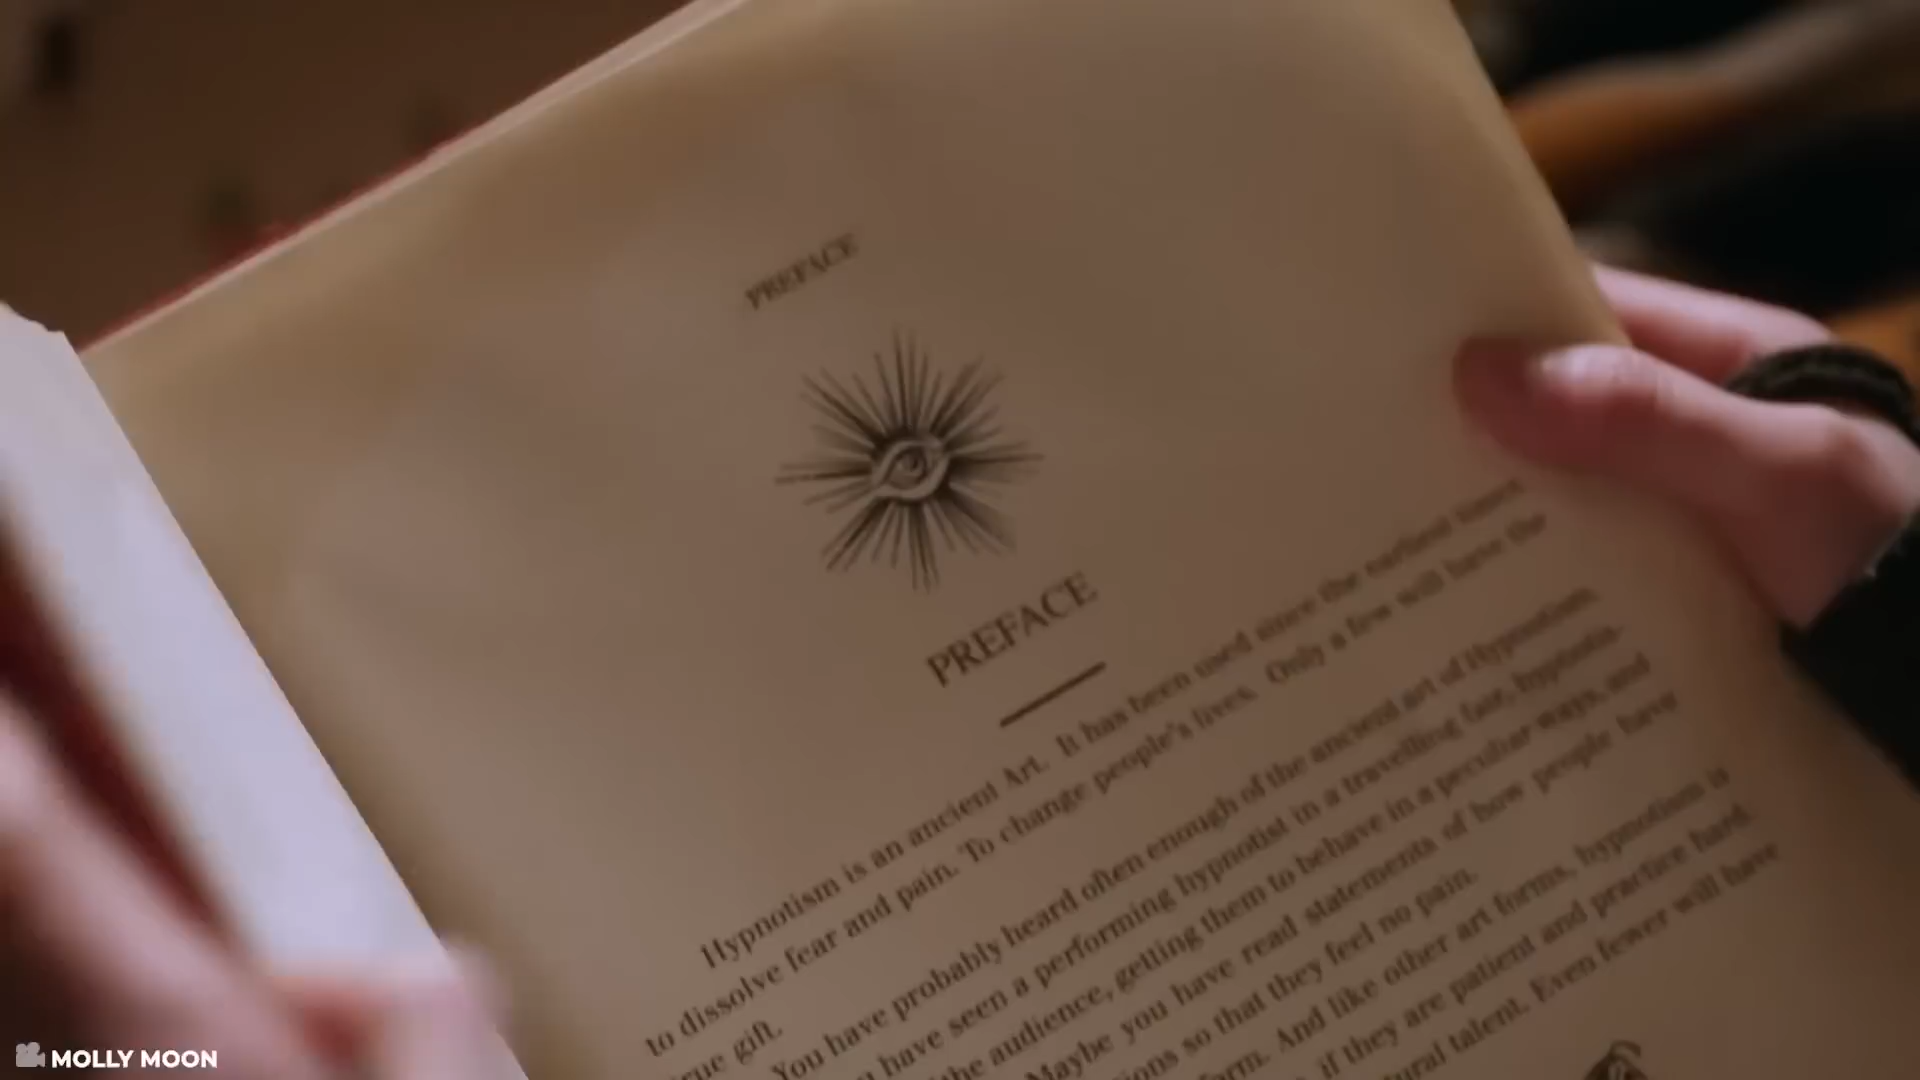 PREFACE
PREFACE
Hypnotism is an ancient Art. It has been used since the earliest times
to dissolve fear and pain. To change people's lives. Only a few will have the
gift.
You have probably heard often enough of the ancient art of Hypnotism.
have seen a performing hypnotist in a travelling fair, hypnotis-
the audience, getting them to behave in a peculiar ways, and
Maybe you have read statements of how people have
so that they feel no pain.
And like other art forms, hypnotism is
if they are patient and practice hard.
talent. Even fewer will have
MOLLY MOON